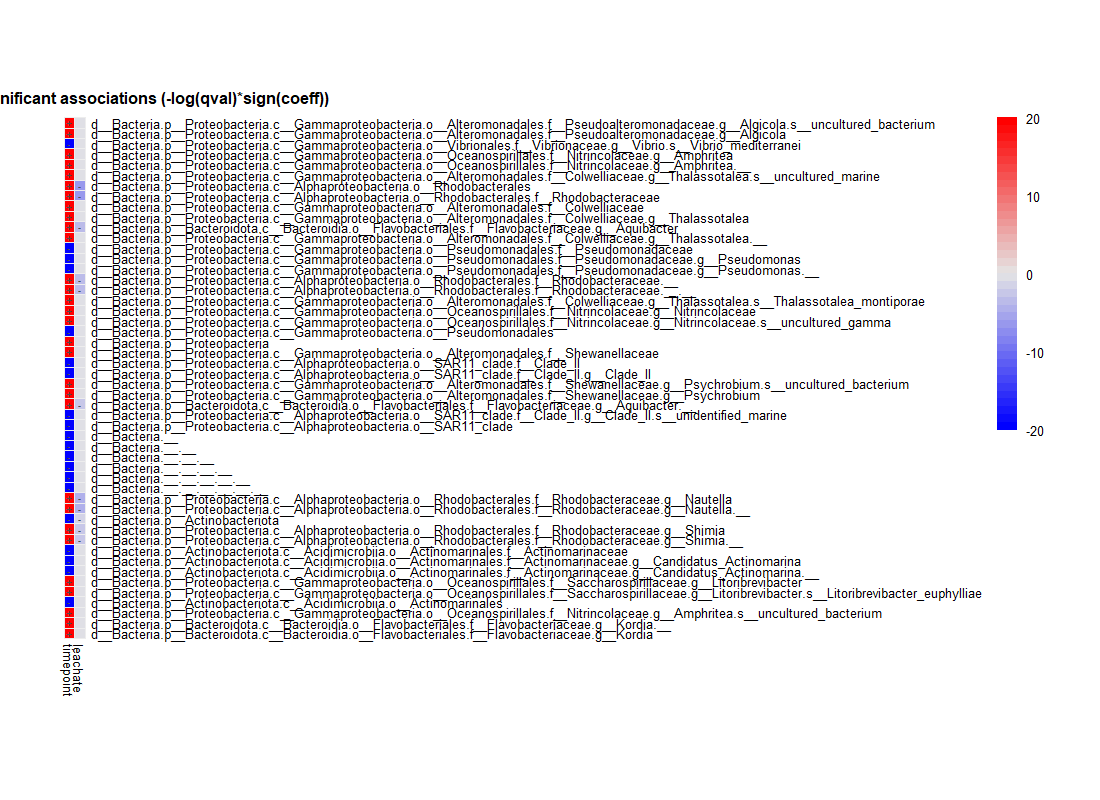 nificant associations (-log(qval)*sign(coeff))
d__Bacteria.p__Proteobacteria.c__Gammaproteobacteria.o__Alteromonadales.f__Pseudoalteromonadaceae.g__Algicola.s__uncultured_bacterium
d__Bacteria.p__Proteobacteria.c__Gammaproteobacteria.o__Alteromonadales.f__Pseudoalteromonadaceae.g__Algicola
d__Bacteria.p__Proteobacteria.c__Gammaproteobacteria.o__Vibrionales.f__Vibrionaceae.g__Vibrio.s__Vibrio_mediterranei
d__Bacteria.p__Proteobacteria.c__Gammaproteobacteria.o__Oceanospirillales.f__Nitrincolaceae.g__Amphritea
d__Bacteria.p__Proteobacteria.c__Gammaproteobacteria.o__Oceanospirillales.f__Nitrincolaceae.g__Amphritea.__
d__Bacteria.p__Proteobacteria.c__Gammaproteobacteria.o__Alteromonadales.f__Colwelliaceae.g__Thalassotalea.s__uncultured_marine
d__Bacteria.p__Proteobacteria.c__Alphaproteobacteria.o__Rhodobacterales
d__Bacteria.p__Proteobacteria.c__Alphaproteobacteria.o__Rhodobacterales.f__Rhodobacteraceae
d__Bacteria.p__Proteobacteria.c__Gammaproteobacteria.o__Alteromonadales.f__Colwelliaceae
d__Bacteria.p__Proteobacteria.c__Gammaproteobacteria.o__Alteromonadales.f__Colwelliaceae.g__Thalassotalea
d__Bacteria.p__Bacteroidota.c__Bacteroidia.o__Flavobacteriales.f__Flavobacteriaceae.g__Aquibacter
d__Bacteria.p__Proteobacteria.c__Gammaproteobacteria.o__Alteromonadales.f__Colwelliaceae.g__Thalassotalea.__
d__Bacteria.p__Proteobacteria.c__Gammaproteobacteria.o__Pseudomonadales.f__Pseudomonadaceae
d__Bacteria.p__Proteobacteria.c__Gammaproteobacteria.o__Pseudomonadales.f__Pseudomonadaceae.g__Pseudomonas
d__Bacteria.p__Proteobacteria.c__Gammaproteobacteria.o__Pseudomonadales.f__Pseudomonadaceae.g__Pseudomonas.__
d__Bacteria.p__Proteobacteria.c__Alphaproteobacteria.o__Rhodobacterales.f__Rhodobacteraceae.__
d__Bacteria.p__Proteobacteria.c__Alphaproteobacteria.o__Rhodobacterales.f__Rhodobacteraceae.__.__
d__Bacteria.p__Proteobacteria.c__Gammaproteobacteria.o__Alteromonadales.f__Colwelliaceae.g__Thalassotalea.s__Thalassotalea_montiporae
d__Bacteria.p__Proteobacteria.c__Gammaproteobacteria.o__Oceanospirillales.f__Nitrincolaceae.g__Nitrincolaceae
d__Bacteria.p__Proteobacteria.c__Gammaproteobacteria.o__Oceanospirillales.f__Nitrincolaceae.g__Nitrincolaceae.s__uncultured_gamma
d__Bacteria.p__Proteobacteria.c__Gammaproteobacteria.o__Pseudomonadales
d__Bacteria.p__Proteobacteria
d__Bacteria.p__Proteobacteria.c__Gammaproteobacteria.o__Alteromonadales.f__Shewanellaceae
d__Bacteria.p__Proteobacteria.c__Alphaproteobacteria.o__SAR11_clade.f__Clade_II
d__Bacteria.p__Proteobacteria.c__Alphaproteobacteria.o__SAR11_clade.f__Clade_II.g__Clade_II
d__Bacteria.p__Proteobacteria.c__Gammaproteobacteria.o__Alteromonadales.f__Shewanellaceae.g__Psychrobium.s__uncultured_bacterium
d__Bacteria.p__Proteobacteria.c__Gammaproteobacteria.o__Alteromonadales.f__Shewanellaceae.g__Psychrobium
d__Bacteria.p__Bacteroidota.c__Bacteroidia.o__Flavobacteriales.f__Flavobacteriaceae.g__Aquibacter.__
d__Bacteria.p__Proteobacteria.c__Alphaproteobacteria.o__SAR11_clade.f__Clade_II.g__Clade_II.s__unidentified_marine
d__Bacteria.p__Proteobacteria.c__Alphaproteobacteria.o__SAR11_clade
d__Bacteria.__
d__Bacteria.__.__
d__Bacteria.__.__.__
d__Bacteria.__.__.__.__
d__Bacteria.__.__.__.__.__
d__Bacteria.__.__.__.__.__.__
d__Bacteria.p__Proteobacteria.c__Alphaproteobacteria.o__Rhodobacterales.f__Rhodobacteraceae.g__Nautella
d__Bacteria.p__Proteobacteria.c__Alphaproteobacteria.o__Rhodobacterales.f__Rhodobacteraceae.g__Nautella.__
d__Bacteria.p__Actinobacteriota
d__Bacteria.p__Proteobacteria.c__Alphaproteobacteria.o__Rhodobacterales.f__Rhodobacteraceae.g__Shimia
d__Bacteria.p__Proteobacteria.c__Alphaproteobacteria.o__Rhodobacterales.f__Rhodobacteraceae.g__Shimia.__
d__Bacteria.p__Actinobacteriota.c__Acidimicrobiia.o__Actinomarinales.f__Actinomarinaceae
d__Bacteria.p__Actinobacteriota.c__Acidimicrobiia.o__Actinomarinales.f__Actinomarinaceae.g__Candidatus_Actinomarina
d__Bacteria.p__Actinobacteriota.c__Acidimicrobiia.o__Actinomarinales.f__Actinomarinaceae.g__Candidatus_Actinomarina.__
d__Bacteria.p__Proteobacteria.c__Gammaproteobacteria.o__Oceanospirillales.f__Saccharospirillaceae.g__Litoribrevibacter
d__Bacteria.p__Proteobacteria.c__Gammaproteobacteria.o__Oceanospirillales.f__Saccharospirillaceae.g__Litoribrevibacter.s__Litoribrevibacter_euphylliae
d__Bacteria.p__Actinobacteriota.c__Acidimicrobiia.o__Actinomarinales
d__Bacteria.p__Proteobacteria.c__Gammaproteobacteria.o__Oceanospirillales.f__Nitrincolaceae.g__Amphritea.s__uncultured_bacterium
d__Bacteria.p__Bacteroidota.c__Bacteroidia.o__Flavobacteriales.f__Flavobacteriaceae.g__Kordia.__
d__Bacteria.p__Bacteroidota.c__Bacteroidia.o__Flavobacteriales.f__Flavobacteriaceae.g__Kordia
timepoint
leachate
20
10
0
-10
-20